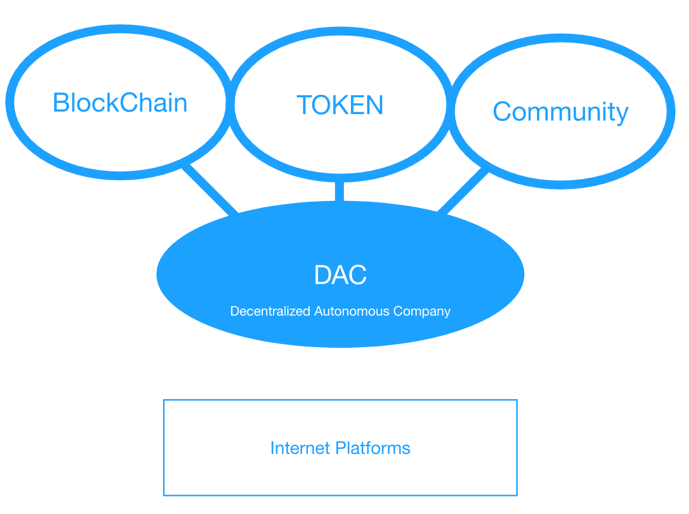 BlockChain
TOKEN
Community
DAC
Decentralized Autonomous Company
Internet Platforms